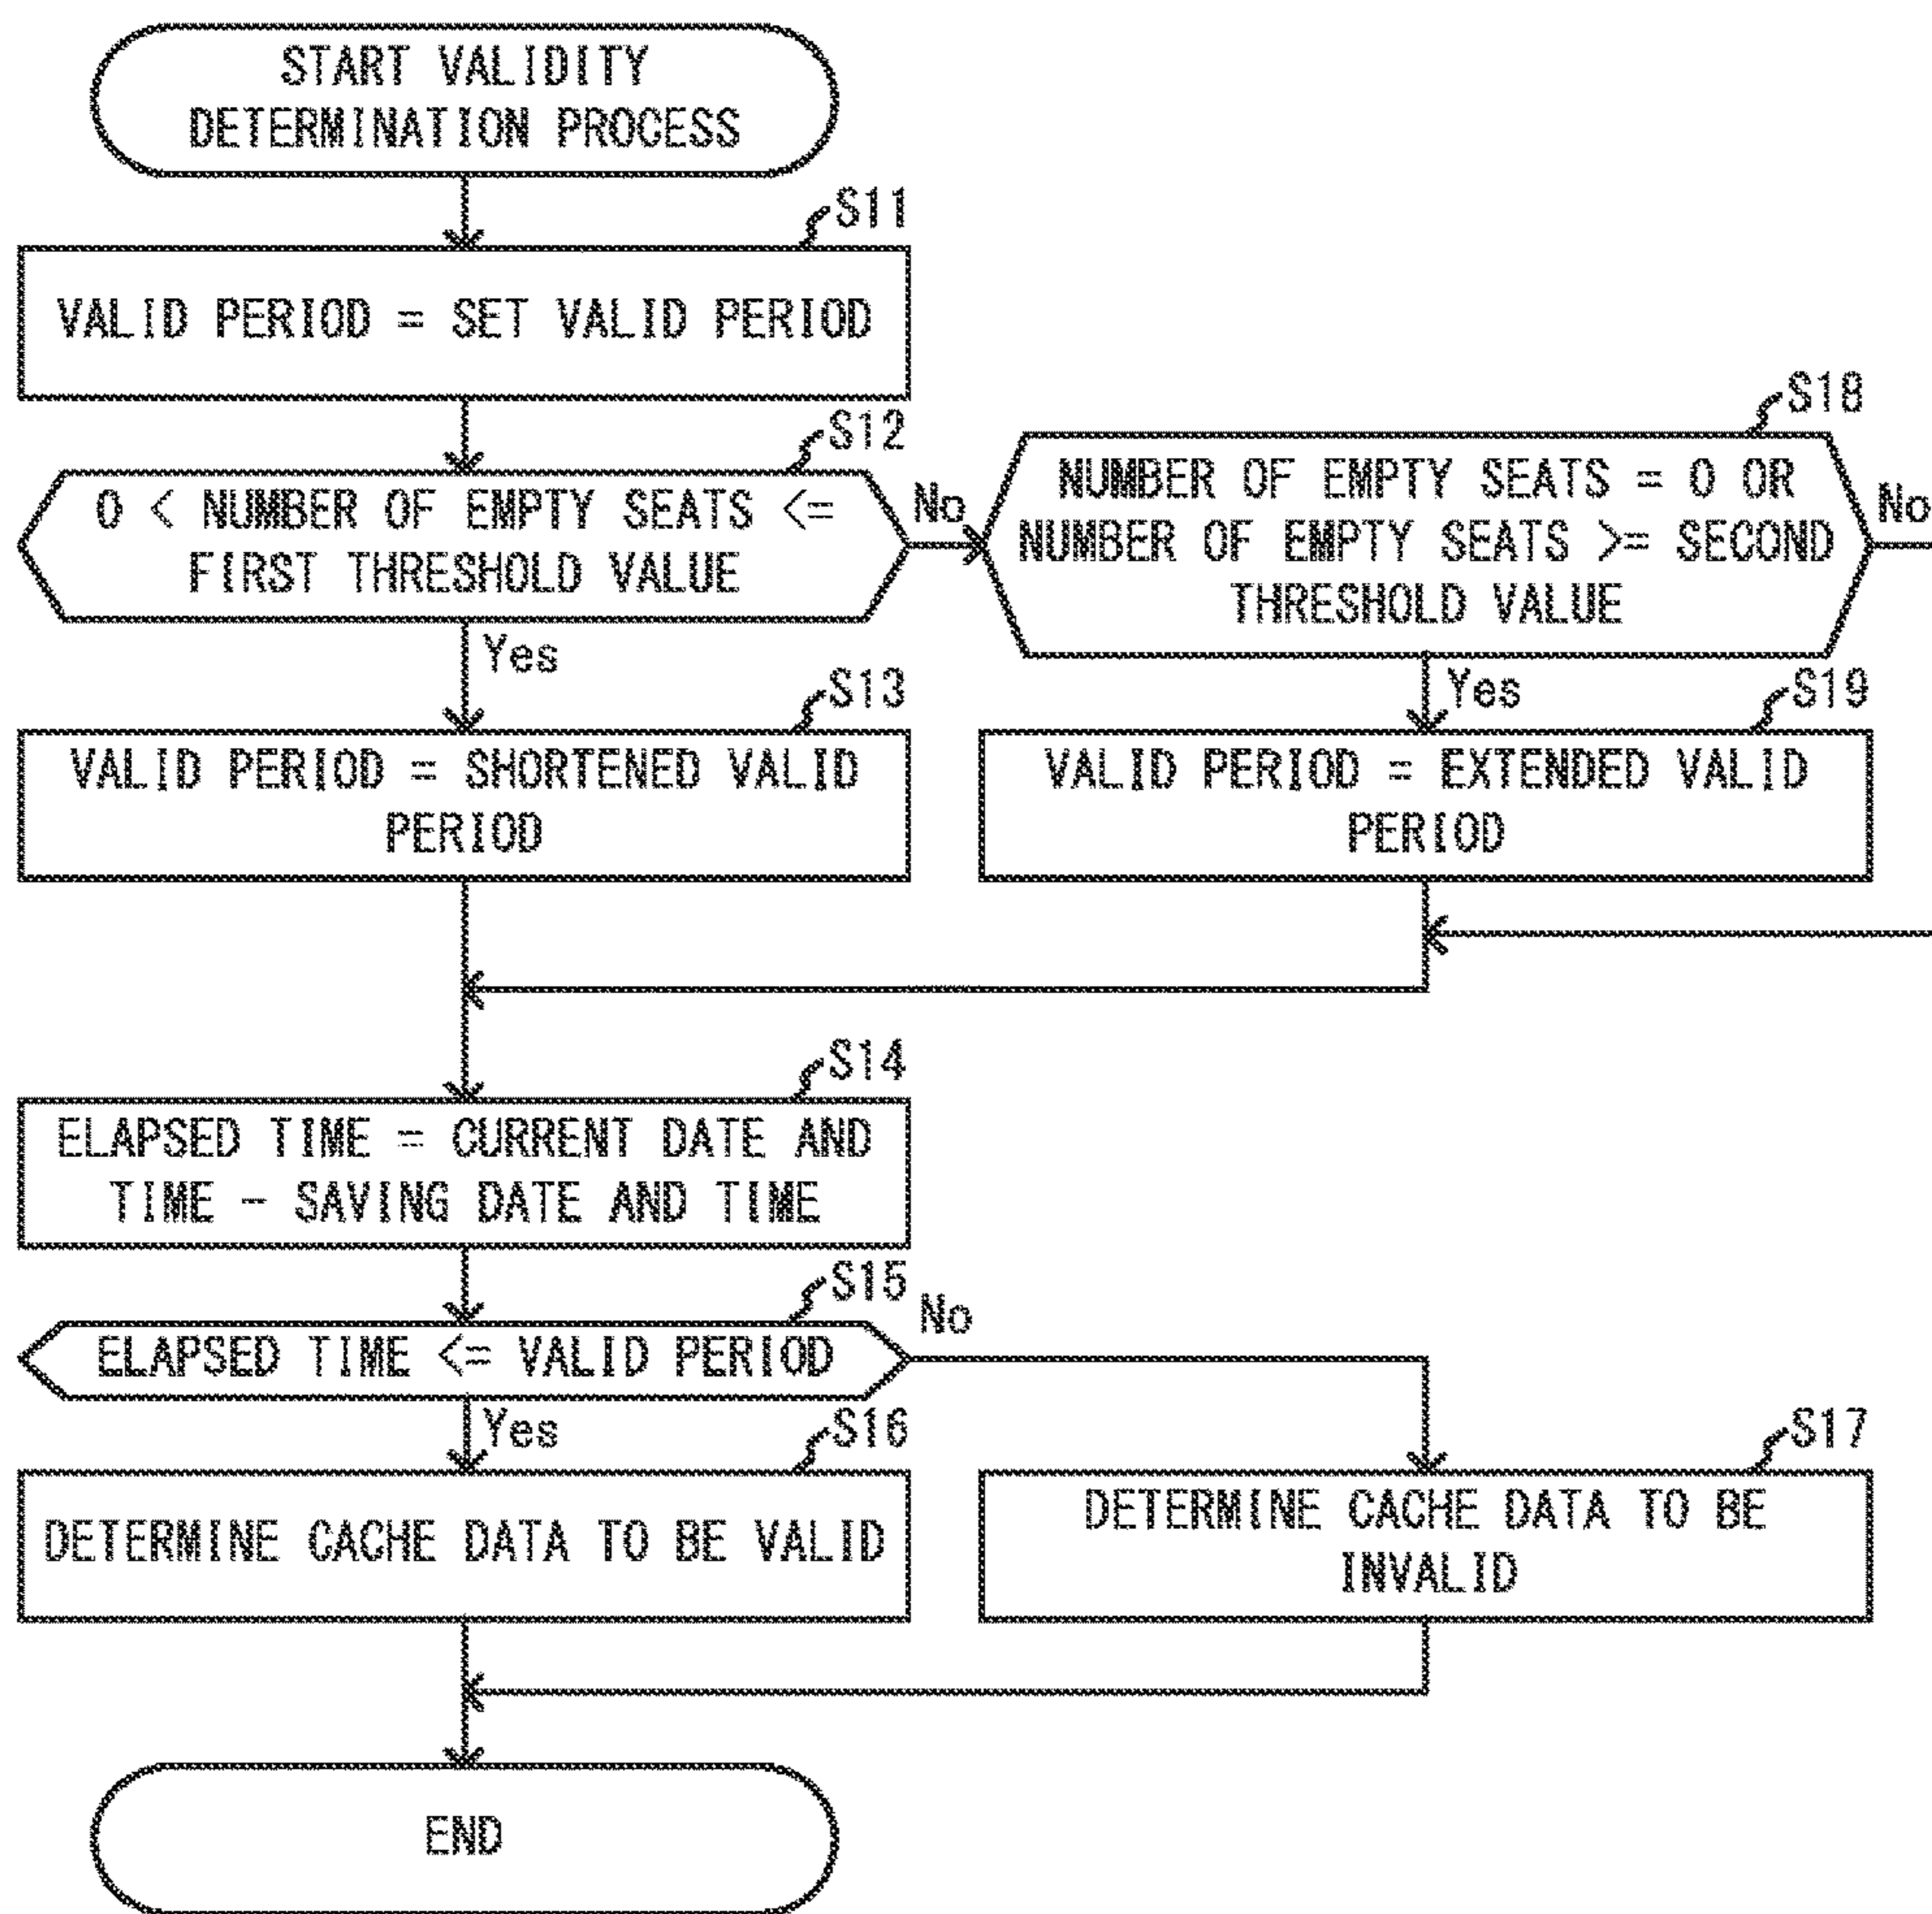 START VALIDITY
DETERMINATION PROCESS
S11
VALID PERIOD = SET VALID PERIOD
S12
0 < NUMBER OF EMPTY SEATS <=
FIRST THRESHOLD VALUE
No
Yes
S18
NUMBER OF EMPTY SEATS = 0 OR
NUMBER OF EMPTY SEATS >= SECOND
THRESHOLD VALUE
No
Yes
S13
VALID PERIOD = SHORTENED VALID
PERIOD
S19
VALID PERIOD = EXTENDED VALID
PERIOD
S14
ELAPSED TIME = CURRENT DATE AND
TIME - SAVING DATE AND TIME
S15
ELAPSED TIME <= VALID PERIOD
No
Yes
S16
DETERMINE CACHE DATA TO BE VALID
S17
DETERMINE CACHE DATA TO BE
INVALID
END